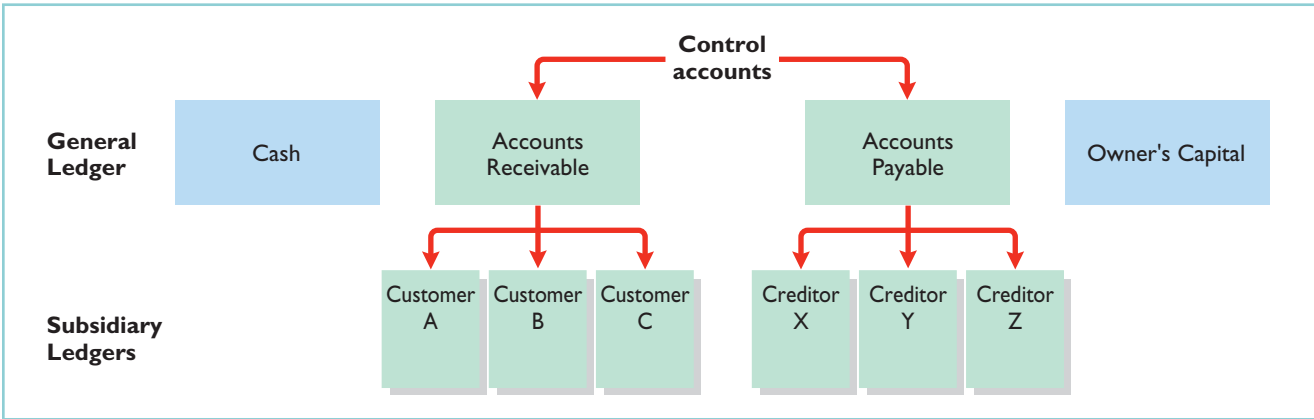 Control
accounts
General
Ledger
Cash
Accounts
Receivable
Accounts
Payable
Owner's Capital
Subsidiary
Ledgers
Customer
A
Customer
B
Customer
C
Creditor
X
Creditor
Y
Creditor
Z